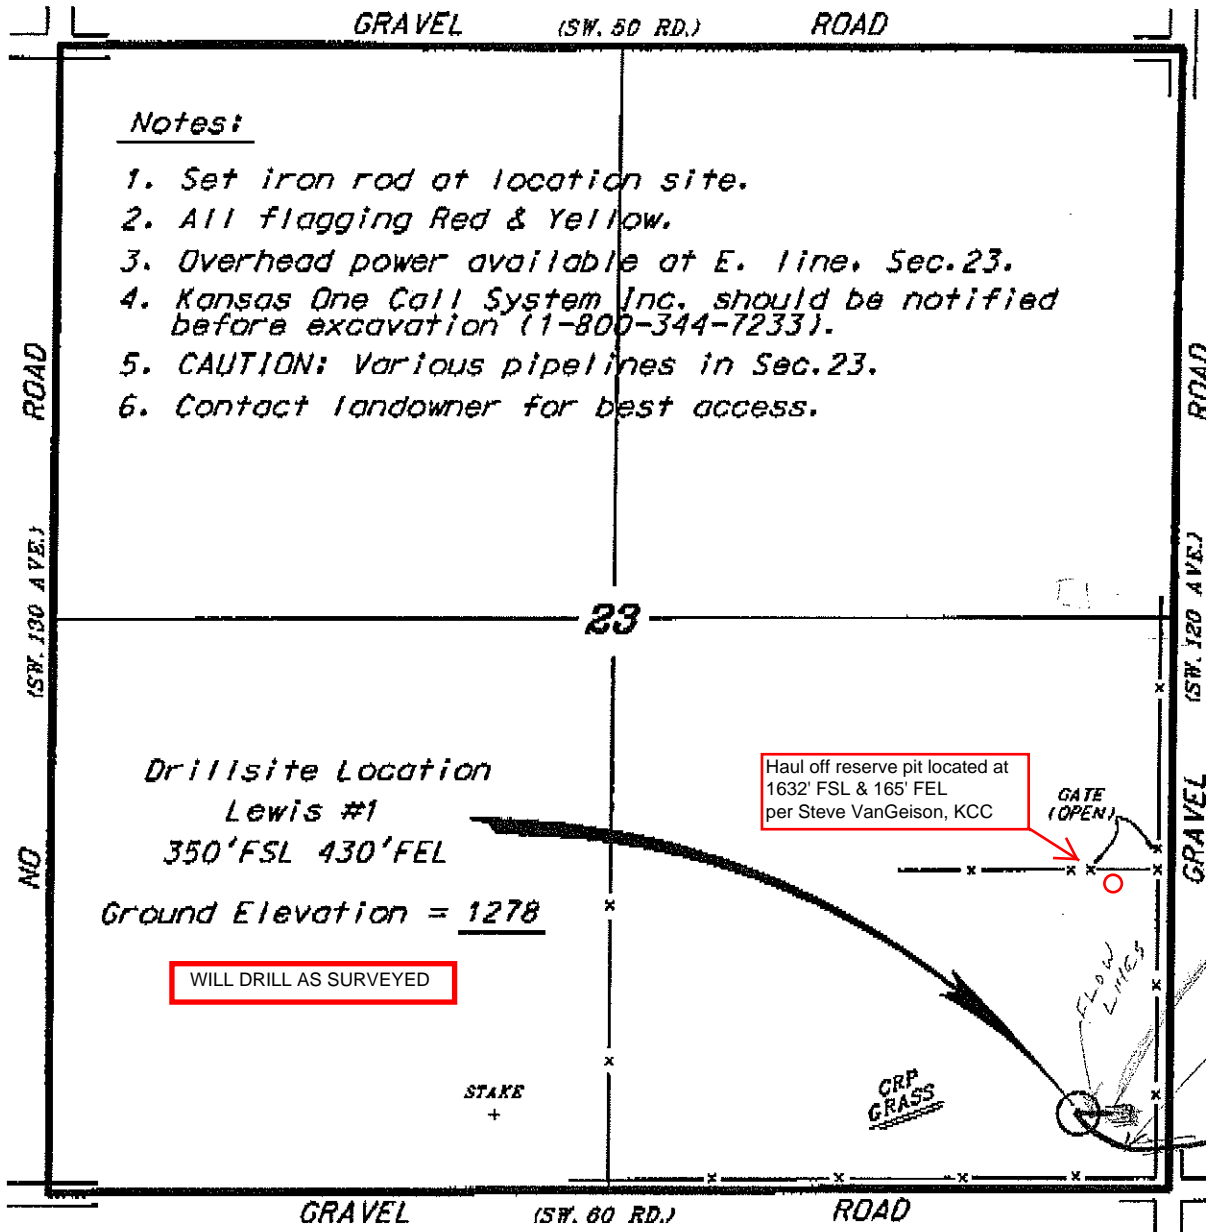 GRAVEL (SW. 50 RD.) ROAD
Notes:
1. Set iron rod at location site.
2. All flagging Red & Yellow.
3. Overhead power available at E. line, Sec.23.
4. Kansas One Call System Inc. should be notified
before excavation (1-800-344-7233).
5. CAUTION: Various pipelines in Sec.23.
6. Contact landowner for best access.
NO (SW. 130 AVE.) ROAD
GRAVEL (SW. 120 AVE.) ROAD
23
Drillsite Location
Lewis #1
350'FSL 430'FEL
Ground Elevation = 1278
WILL DRILL AS SURVEYED
Haul off reserve pit located at
1632' FSL & 165' FEL
per Steve VanGeison, KCC
GATE
(OPEN)
FLOW
LINES
STAKE
CRP
GRASS
GRAVEL (SW. 60 RD.) ROAD